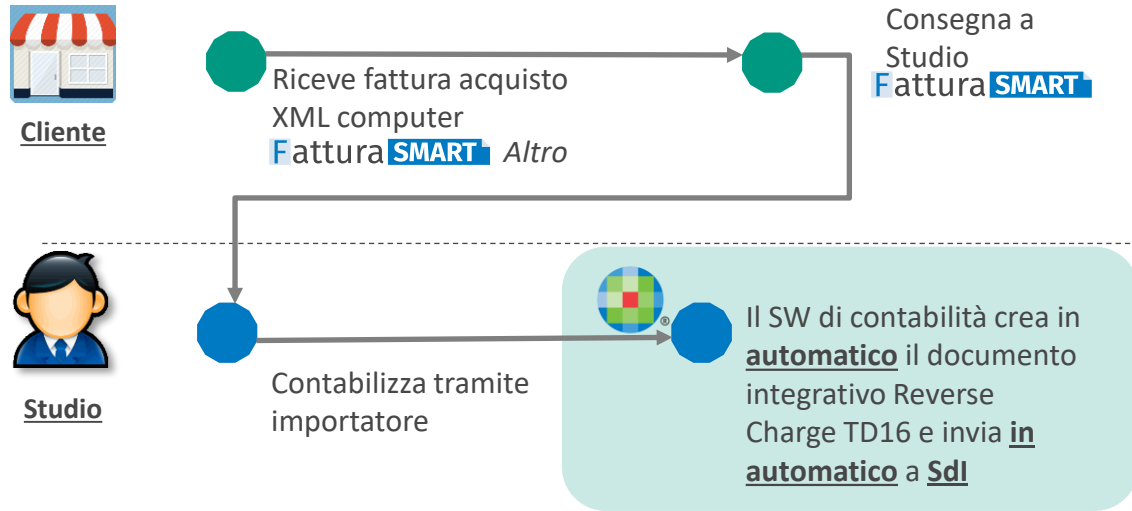 Cliente
Riceve fattura acquisto
XML computer
Fattura SMART Altro
Consegna a
Studio
Fattura SMART
Studio
Contabilizza tramite
importatore
®
Il SW di contabilità crea in
automatico il documento
integrativo Reverse
Charge TD16 e invia in
automatico a SdI